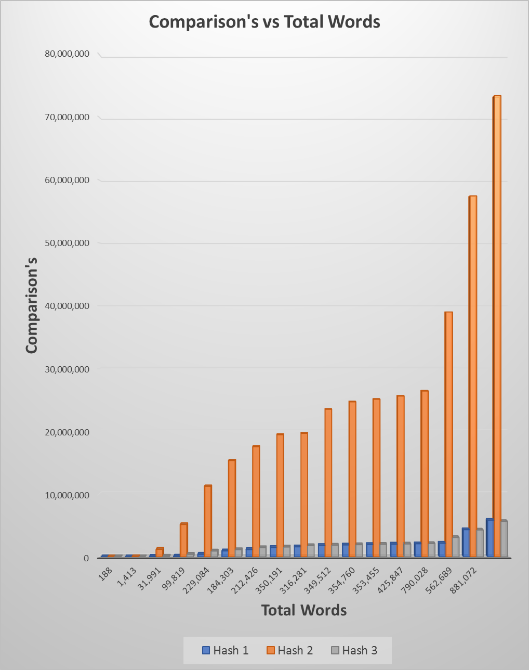 Comparison's vs Total Words
80,000,000
70,000,000
60,000,000
50,000,000
40,000,000
30,000,000
20,000,000
10,000,000
0
Comparison's
188 1,413 31,991 99,819 229,084 184,303 212,426 350,191 316,281 349,512 354,760 353,455 425,847 790,028 562,689 881,072
Total Words
Hash 1 Hash 2 Hash 3